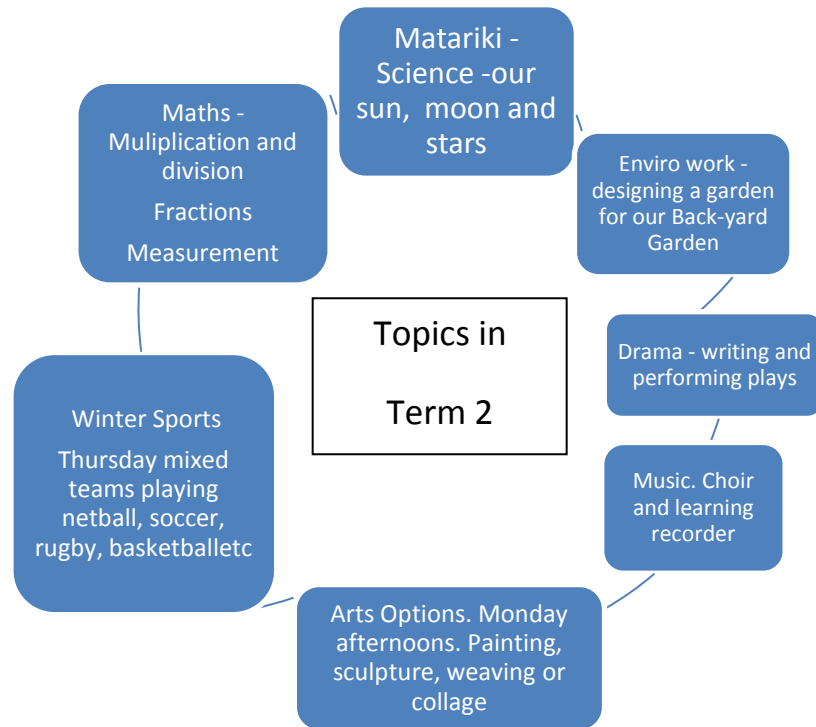 Matariki -
Science -our
sun, moon and
stars
Enviro work -
designing a garden
for our Back-yard
Garden
Drama - writing and
performing plays
Music. Choir
and learning
recorder
Arts Options. Monday
afternoons. Painting,
sculpture, weaving or
collage
Winter Sports
Thursday mixed
teams playing
netball, soccer,
rugby, basketballetc
Maths -
Muliplication and
division
Fractions
Measurement
Topics in
Term 2